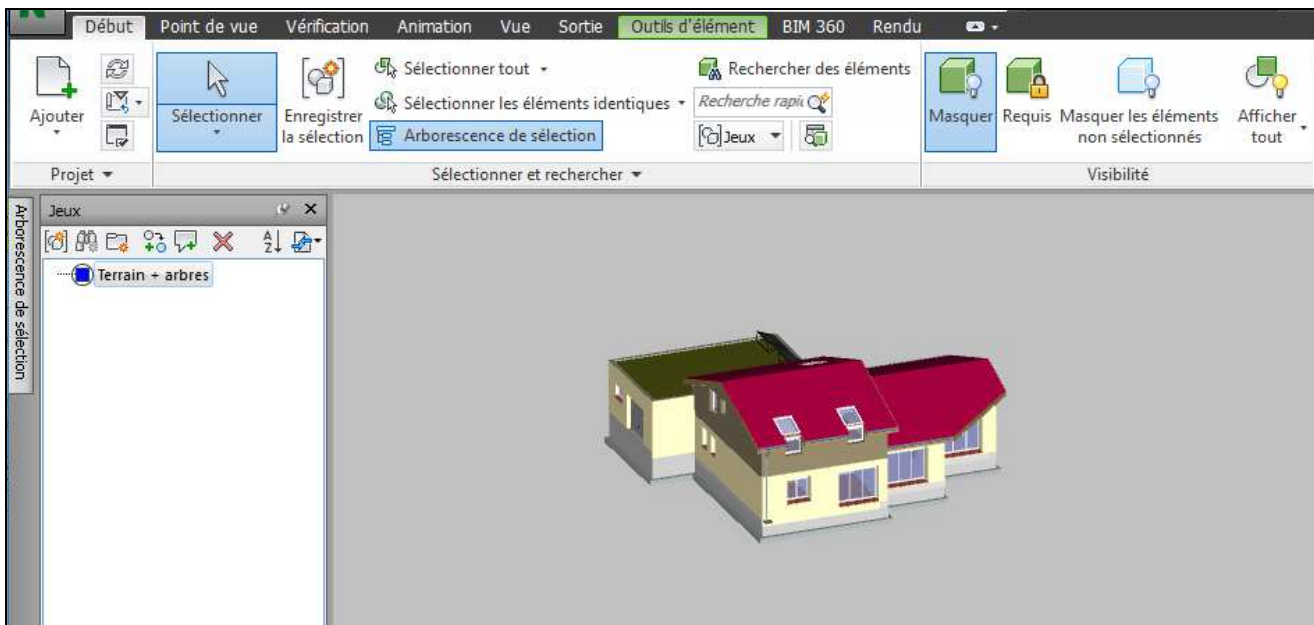 Début Point de vue Vérification Animation Vue Sortie Outils d'élément BIM 360 Rendu
Ajouter
Sélectionner
Enregistrer
la sélection
Sélectionner tout
Sélectionner les éléments identiques
Arborescence de sélection
Rechercher des éléments
Recherche rapi
Jeux
Masquer
Requis
Masquer les éléments
non sélectionnés
Afficher
tout
Projet
Sélectionner et rechercher
Visibilité
Arborescence de sélection
Jeux
Terrain + arbres